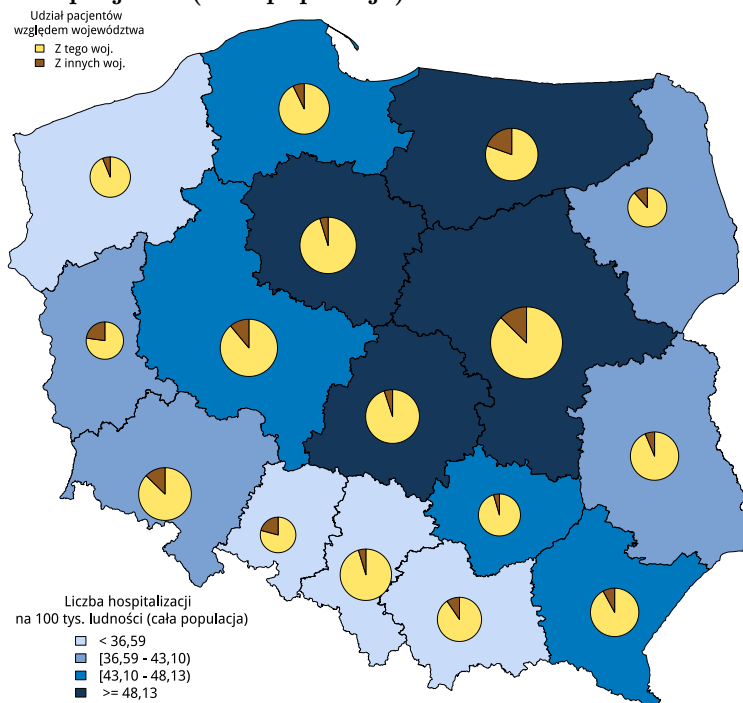 Udział pacjentów
względem województwa
Z tego woj.
Z innych woj.
Liczba hospitalizacji
na 100 tys. ludności (cała populacja)
< 36,59
[36,59 - 43,10)
[43,10 - 48,13)
>= 48,13